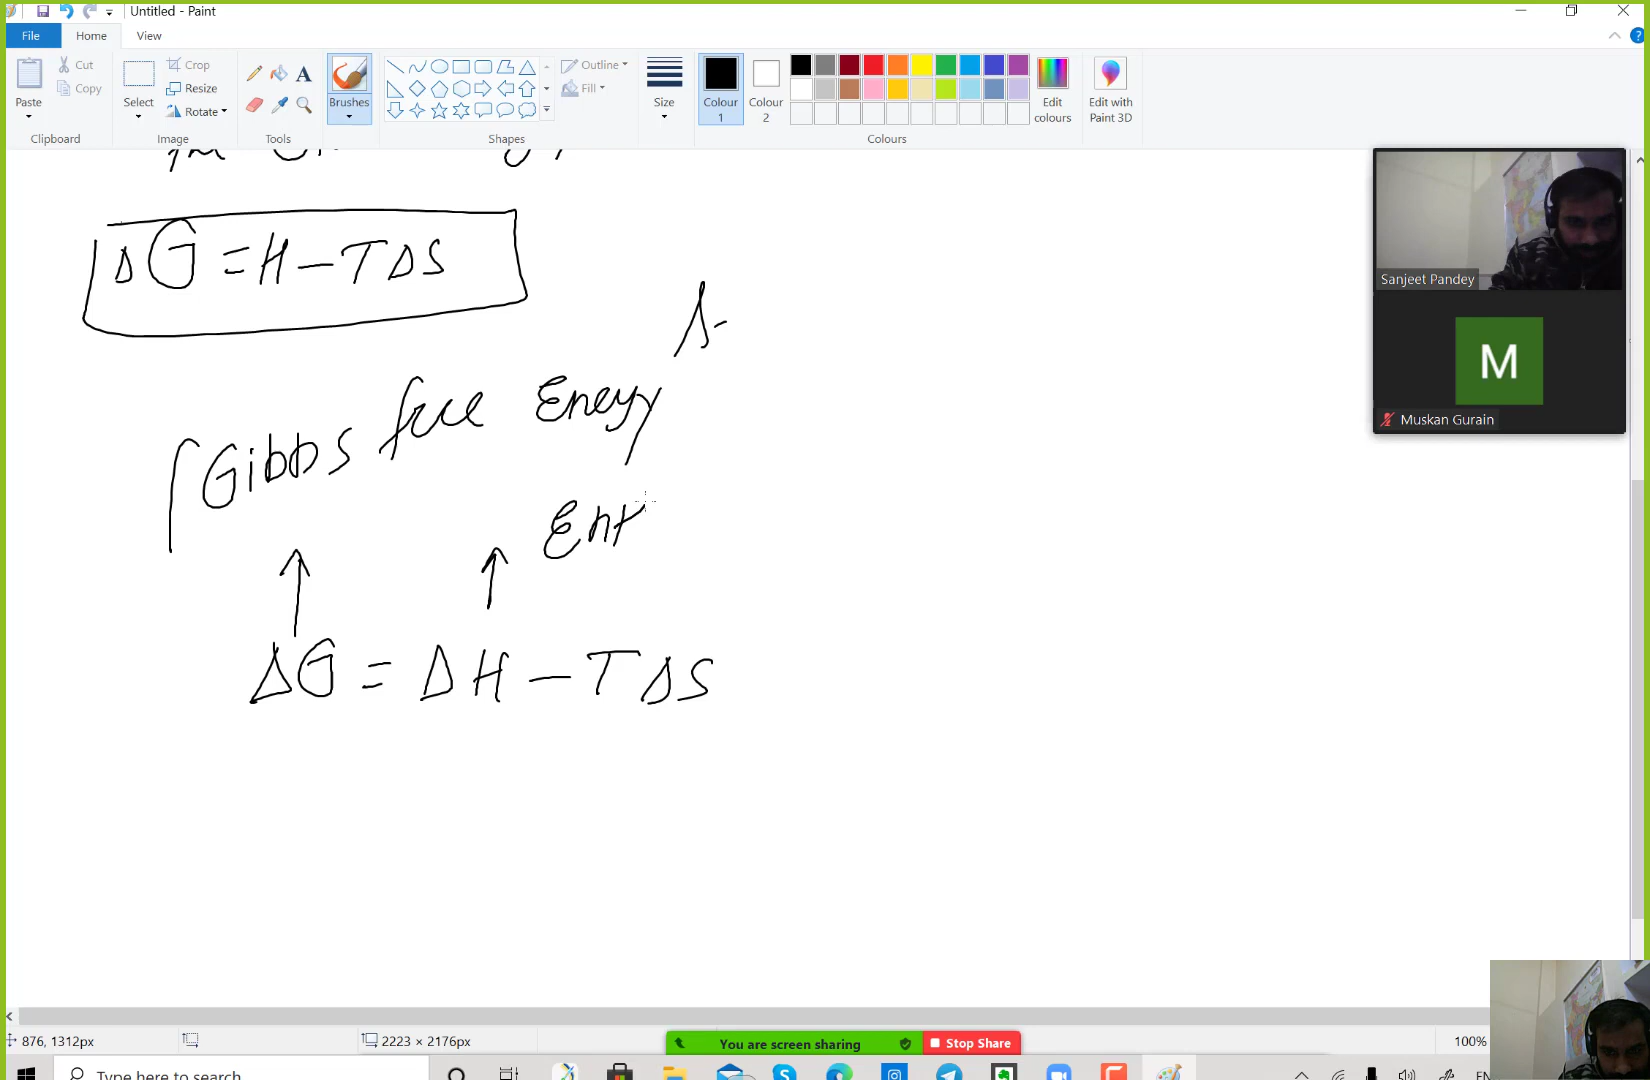 Untitled - Paint
File Home View
Paste
Cut
Copy
Clipboard
Select
Crop
Resize
Rotate
Image
Tools
Brushes
Shapes
Outline
Fill
Size
Colour 1
Colour 2
Colours
Edit colours
Edit with Paint 3D
ΔG = H – TΔS
Gibbs free Energy
Ent
ΔG = ΔH – TΔS
Sanjeet Pandey
M
Muskan Gurain
876, 1312px
2223 × 2176px
You are screen sharing
Stop Share
100%
Type here to search